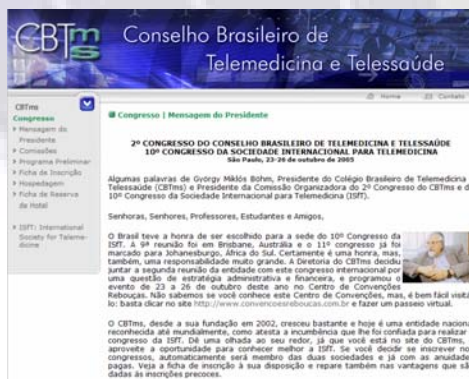 CBTms
Conselho Brasileiro de
Telemedicina e Telessaúde
Home
Contato
CBTms
Congresso
Mensagem do
Presidente
Comissões
Programa Preliminar
Ficha de Inscrição
Hospedagem
Ficha de Reserva
de Hotel
ISfT: International
Society for Teleme-
dicine
Congresso | Mensagem do Presidente
2º CONGRESSO DO CONSELHO BRASILEIRO DE TELEMEDICINA E TELESSAÚDE
10º CONGRESSO DA SOCIEDADE INTERNACIONAL PARA TELEMEDICINA
São Paulo, 23-26 de outubro de 2005
Algumas palavras de György Miklós Böhm, Presidente do Colégio Brasileiro de Telemedicina
Telessaúde (CBTms) e Presidente da Comissão Organizadora do 2º Congresso do CBTms e d
10º Congresso da Sociedade Internacional para Telemedicina (ISfT).
Senhoras, Senhores, Professores, Estudantes e Amigos,
O Brasil teve a honra de ser escolhido para a sede do 10º Congresso da
ISfT. A 9ª reunião foi em Brisbane, Austrália e o 11º congresso já foi
marcado para Johanesburgo, África do Sul. Certamente é uma honra, mas,
também, uma responsabilidade muito grande. A Diretoria do CBTms decidiu
juntar a segunda reunião da entidade com este congresso internacional por
uma questão de estratégia administrativa e financeira, e programou o
evento de 23 a 26 de outubro deste ano no Centro de Convenções
Rebouças. Não sabemos se você conhece este Centro de Convenções, mas, é bem fácil visitá
lo: basta clicar no site http://www.convencoesreboucas.com.br e fazer um passeio virtual.
O CBTms, desde a sua fundação em 2002, cresceu bastante e hoje é uma entidade naciona
reconhecida até mundialmente, como atesta a incumbência que lhe foi confiada para realizar
congresso da ISfT. Dê uma olhada ao seu redor, já que você está no site do CBTms,
aproveite a oportunidade para conhecer melhor a ISfT. Se você decidir se inscrever no
congressos, automaticamente será membro das duas sociedades e já com as anuidade
pagas. Veja a ficha de inscrição à sua disposição e repare também nas vantagens que sã
dadas às inscrições precoces.